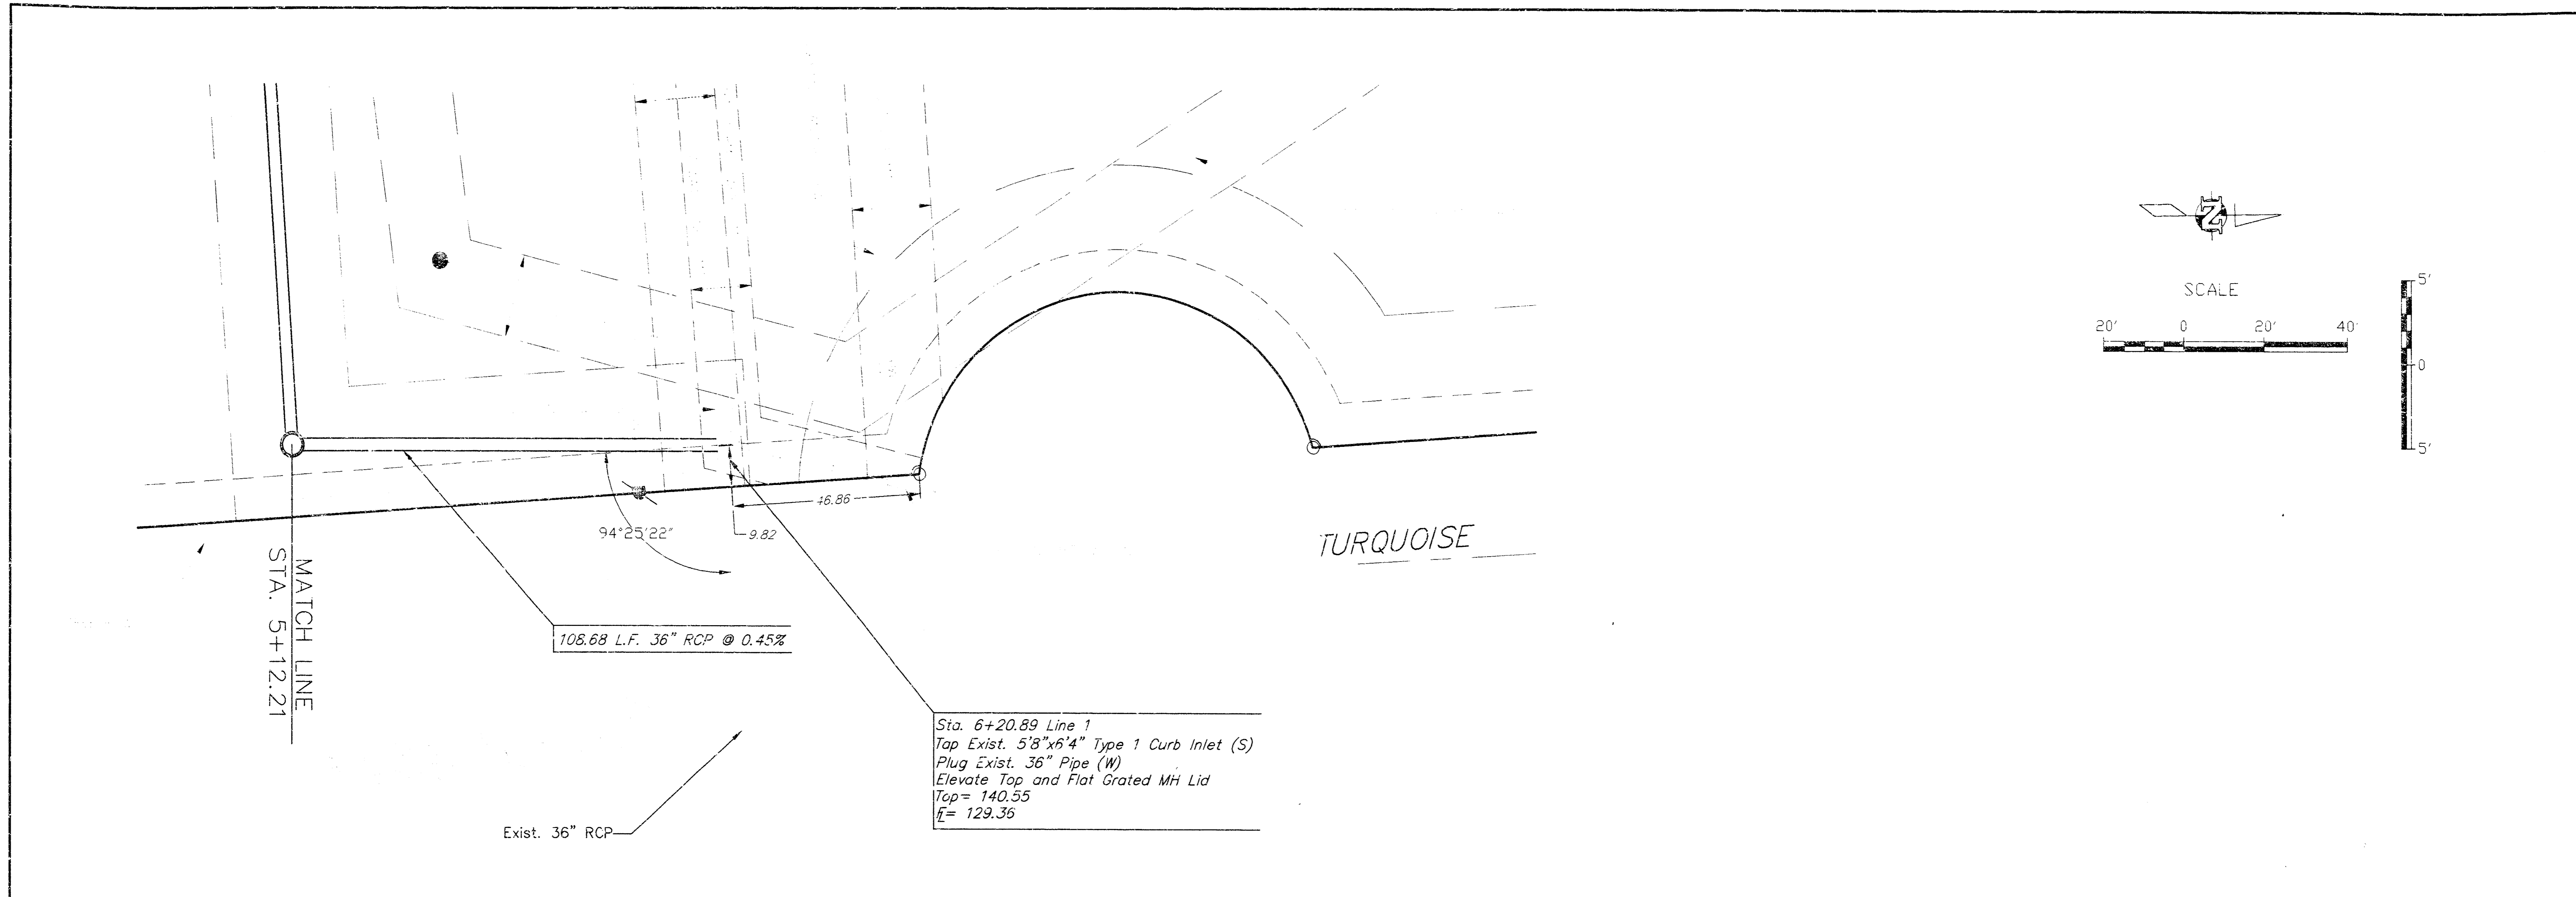 5'
SCALE
20' 0 20' 40'
0
5'
46.86
94°25'22"
9.82
TURQUOISE
MATCH LINE
STA. 5+12.21
108.68 L.F. 36" RCP @ 0.45%
Sta. 6+20.89 Line 1
Tap Exist. 5'8"x6'4" Type 1 Curb Inlet (S)
Plug Exist. 36" Pipe (W)
Elevate Top and Flat Grated MH Lid
Top= 140.55
FL= 129.36
Exist. 36" RCP